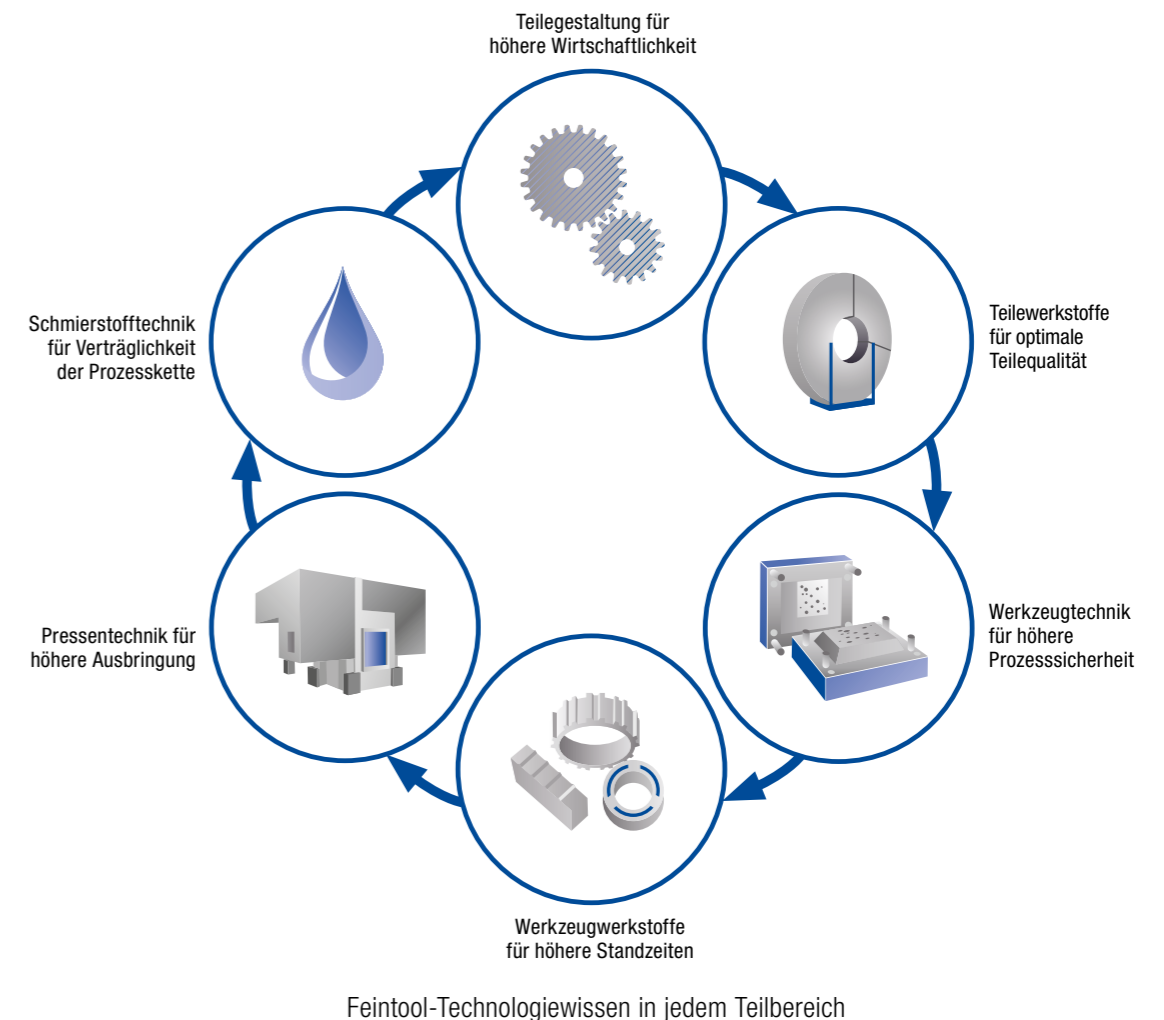 Teilegestaltung für
höhere Wirtschaftlichkeit
Teilewerkstoffe
für optimale
Teilequalität
Werkzeugtechnik
für höhere
Prozesssicherheit
Werkzeugwerkstoffe
für höhere Standzeiten
Pressentechnik für
höhere Ausbringung
Schmierstofftechnik
für Verträglichkeit
der Prozesskette
Feintool-Technologiewissen in jedem Teilbereich